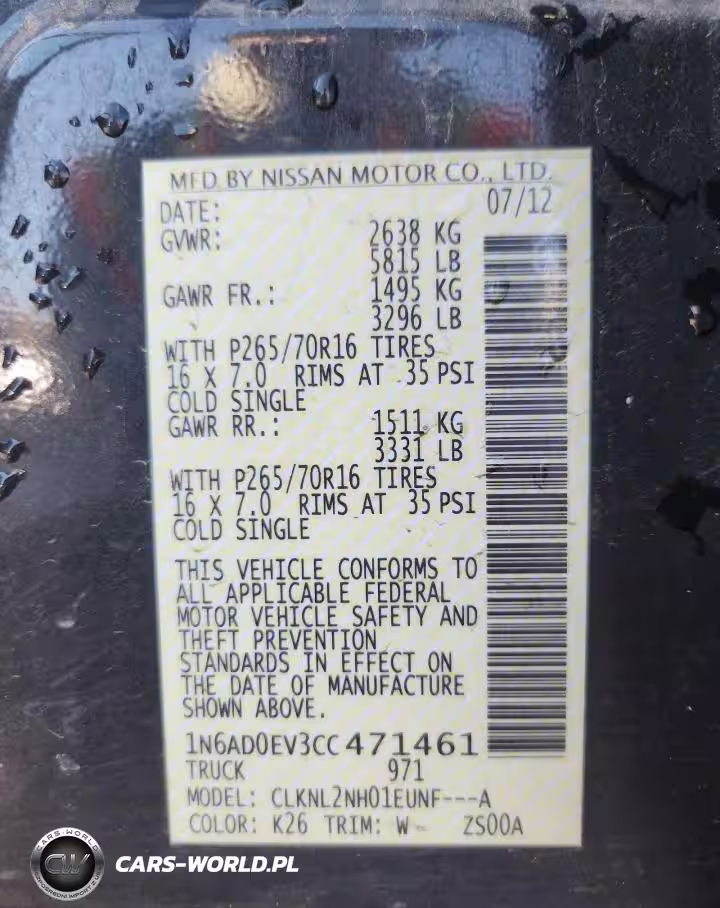 MFD BY NISSAN MOTOR CO., LTD.
DATE: 07/12
GVWR: 2638 KG
5815 LB
GAWR FR.: 1495 KG
3296 LB
WITH P265/70R16 TIRES
16 X 7.0 RIMS AT 35 PSI
COLD SINGLE
GAWR RR.: 1511 KG
3331 LB
WITH P265/70R16 TIRES
16 X 7.0 RIMS AT 35 PSI
COLD SINGLE
THIS VEHICLE CONFORMS TO
ALL APPLICABLE FEDERAL
MOTOR VEHICLE SAFETY AND
THEFT PREVENTION
STANDARDS IN EFFECT ON
THE DATE OF MANUFACTURE
SHOWN ABOVE.
1N6AD0EV3CC471461
TRUCK 971
MODEL: CLKNL2NH01EUNF---A
COLOR: K26 TRIM: W- ZS00A
CARS-WORLD
CW
CARS-WORLD.PL